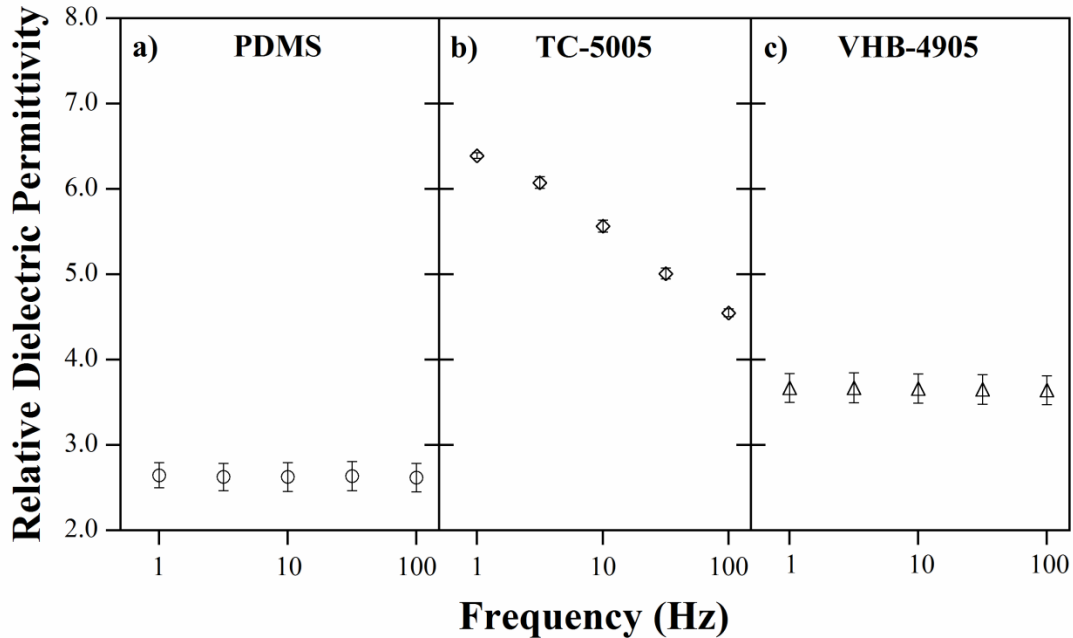 Relative Dielectric Permittivity
8.0
7.0
6.0
5.0
4.0
3.0
2.0
a) PDMS
b) TC-5005
c) VHB-4905
1 10 100
1 10 100
1 10 100
Frequency (Hz)